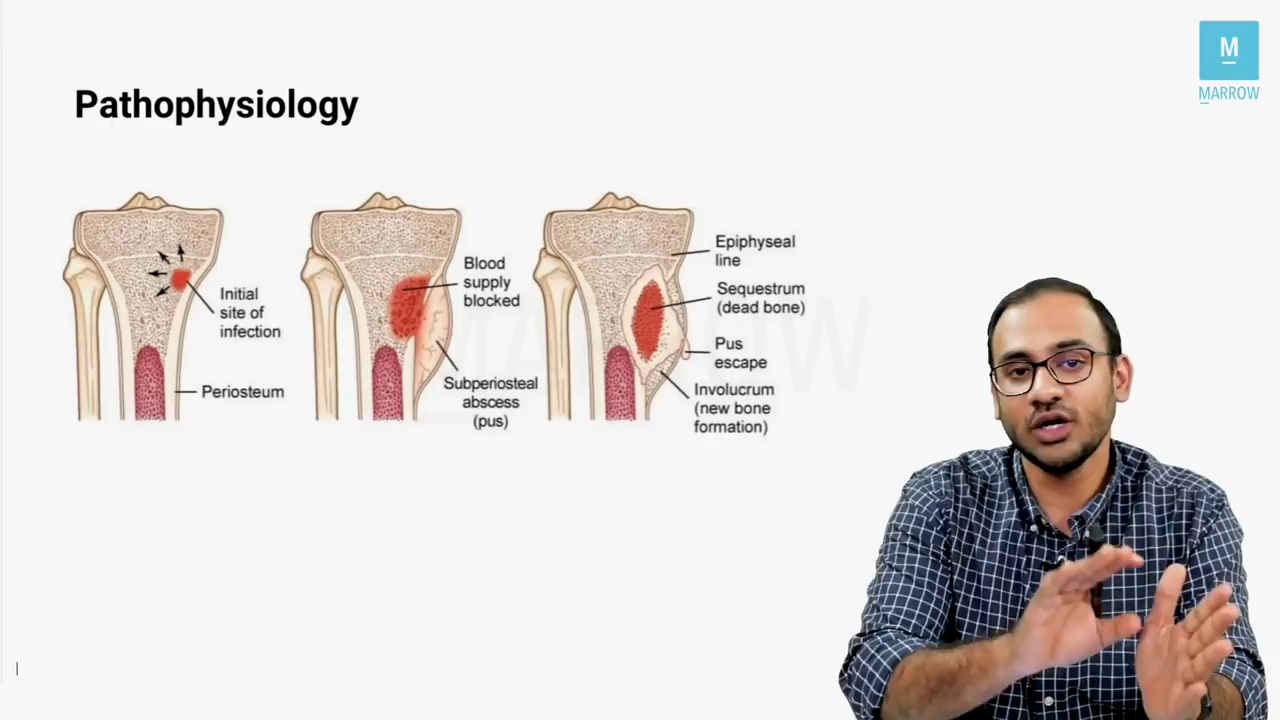 M
MARROW
Pathophysiology
Initial
site of
infection
Periosteum
Blood
supply
blocked
Subperiosteal
abscess
(pus)
Epiphyseal
line
Sequestrum
(dead bone)
Pus
escape
Involucrum
(new bone
formation)
MARROW